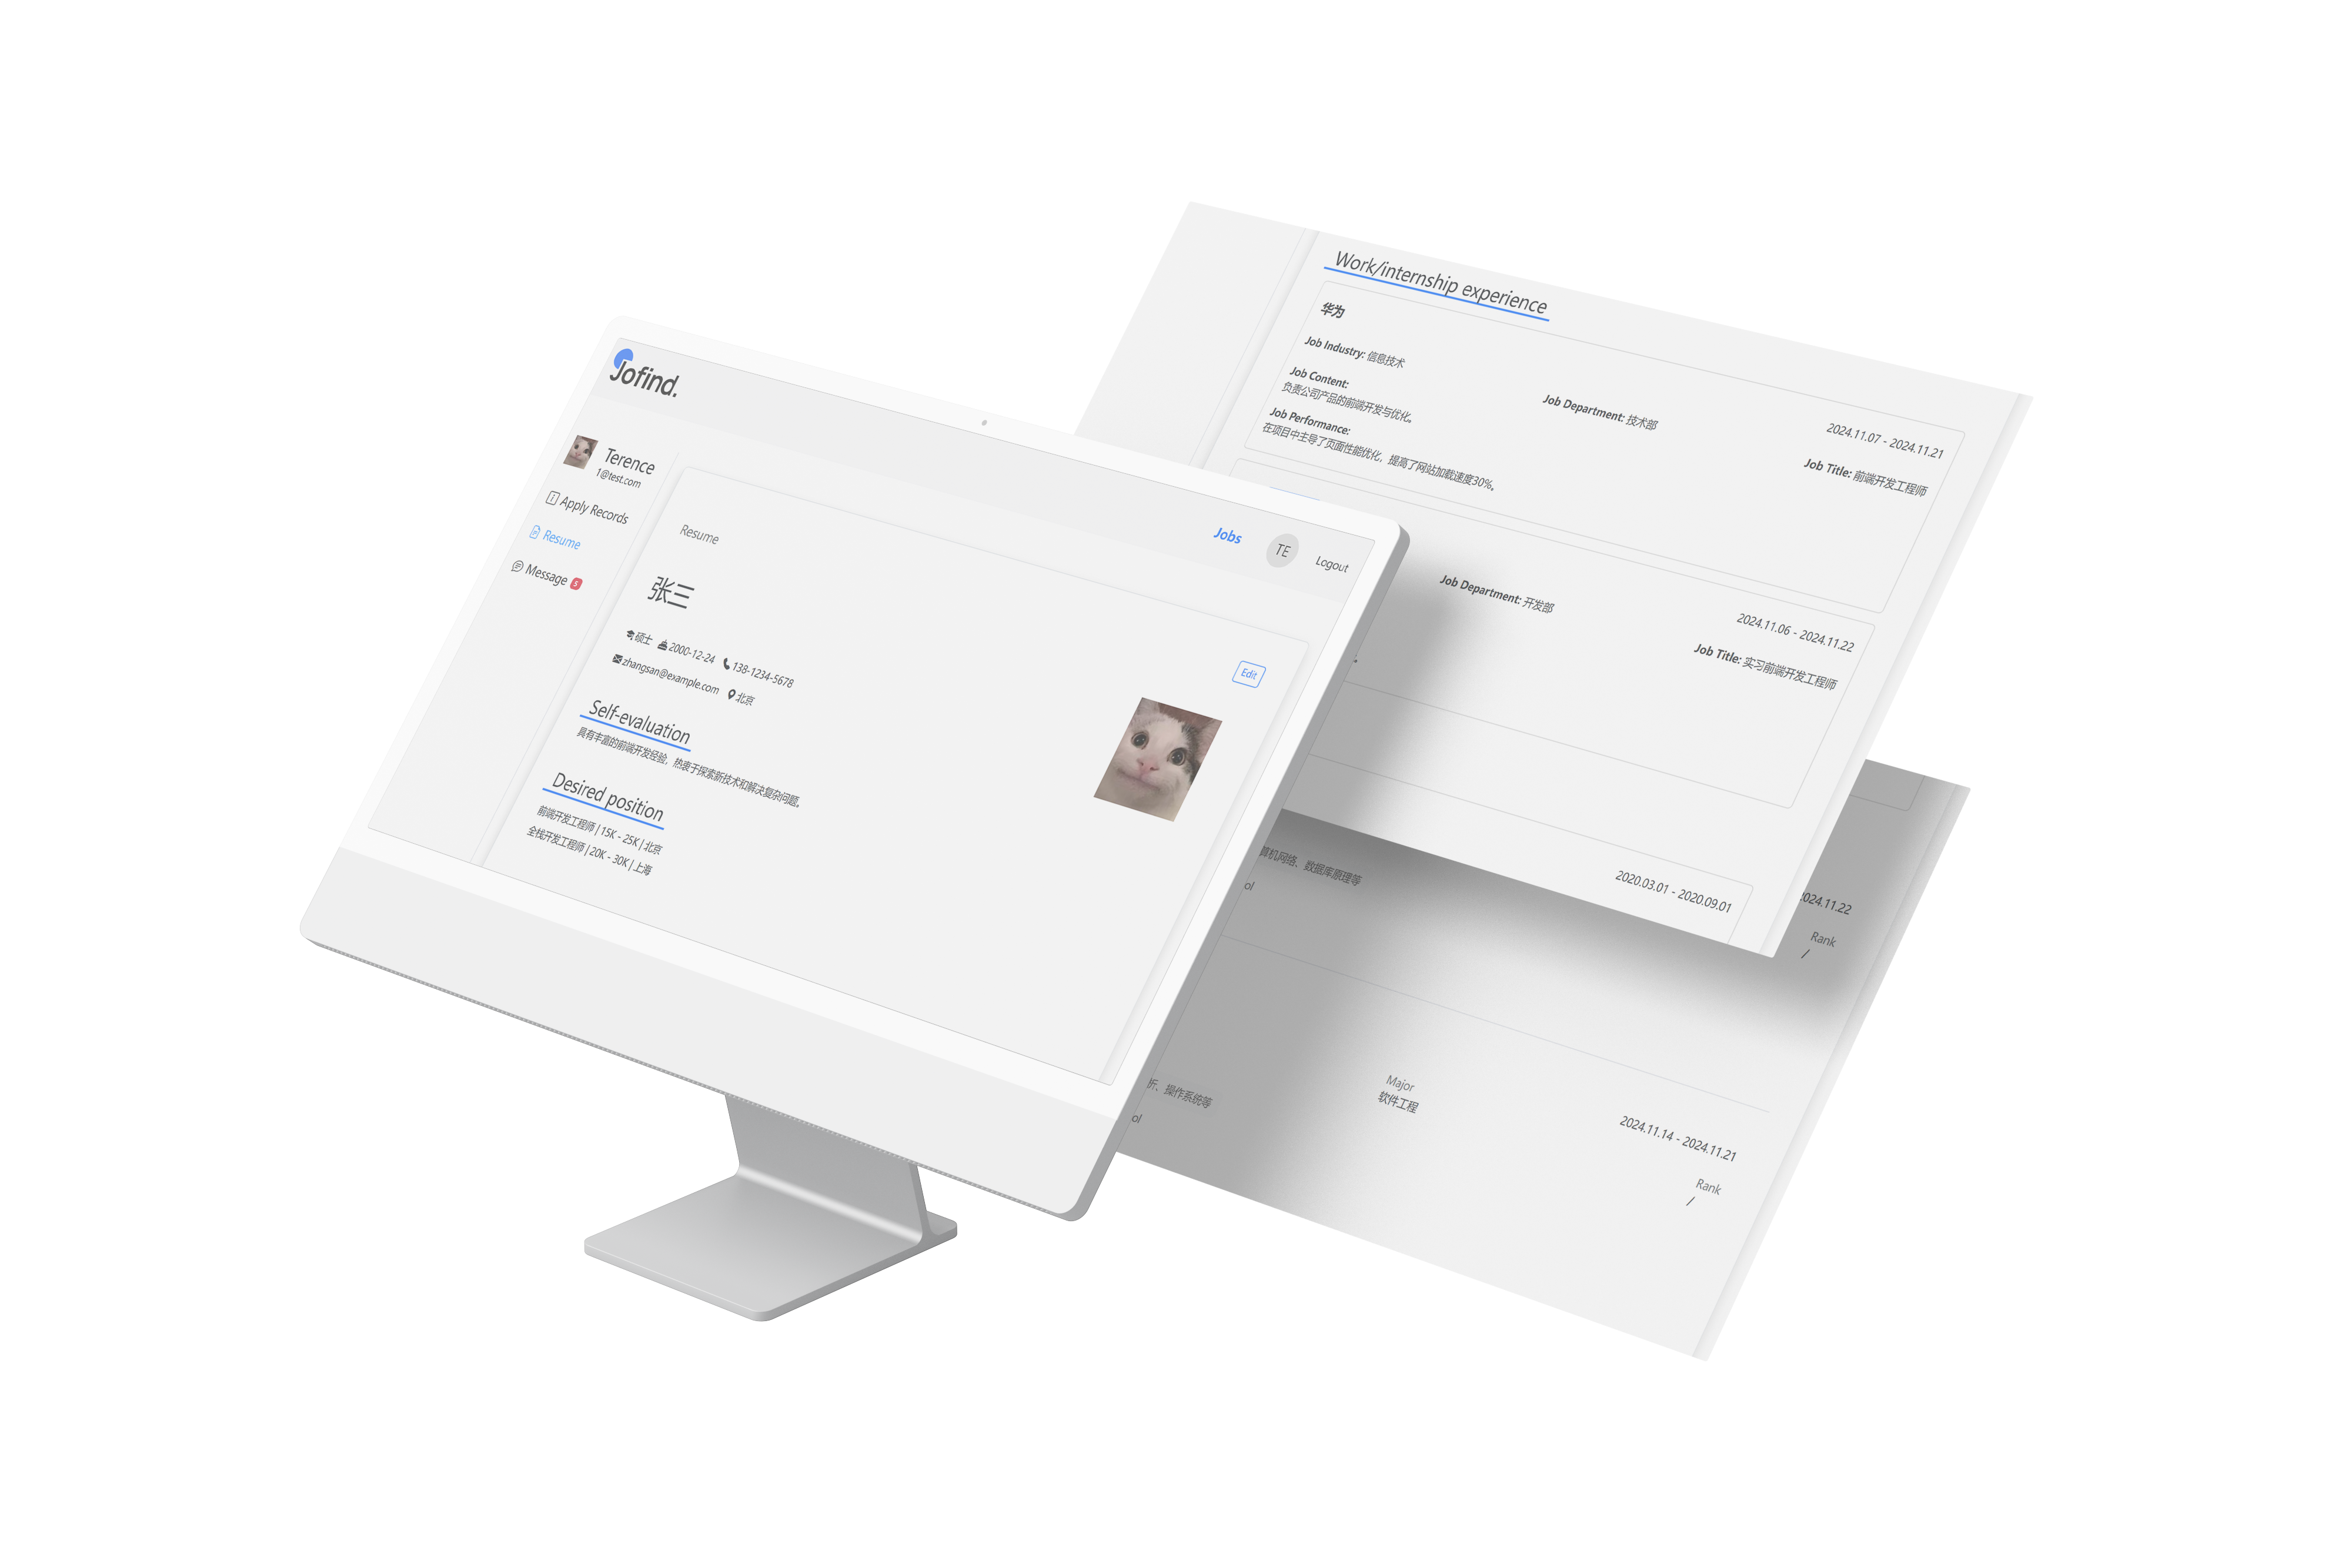 Jofind.
Terence
1@test.com
Apply Records
Resume
Message 5
Jobs
TE
Logout
Resume
Edit
张三
硕士 2000-12-24 138-1234-5678
zhangsan@example.com 北京
Self-evaluation
具有丰富的前端开发经验，热衷于探索新技术和解决复杂问题。
Desired position
前端开发工程师 | 15K - 25K | 北京
全栈开发工程师 | 20K - 30K | 上海
Work/internship experience
华为
2024.11.07 - 2024.11.21
Job Industry: 信息技术
Job Department: 技术部
Job Title: 前端开发工程师
Job Content:
负责公司产品的前端开发与优化。
Job Performance:
在项目中主导了页面性能优化，提高了网站加载速度30%。
2024.11.06 - 2024.11.22
Job Department: 开发部
Job Title: 实习前端开发工程师
2020.03.01 - 2020.09.01
2024.11.22
算机网络、数据库原理等
ol
Rank
/
2024.11.14 - 2024.11.21
Major
软件工程
Rank
/
析、操作系统等
ol